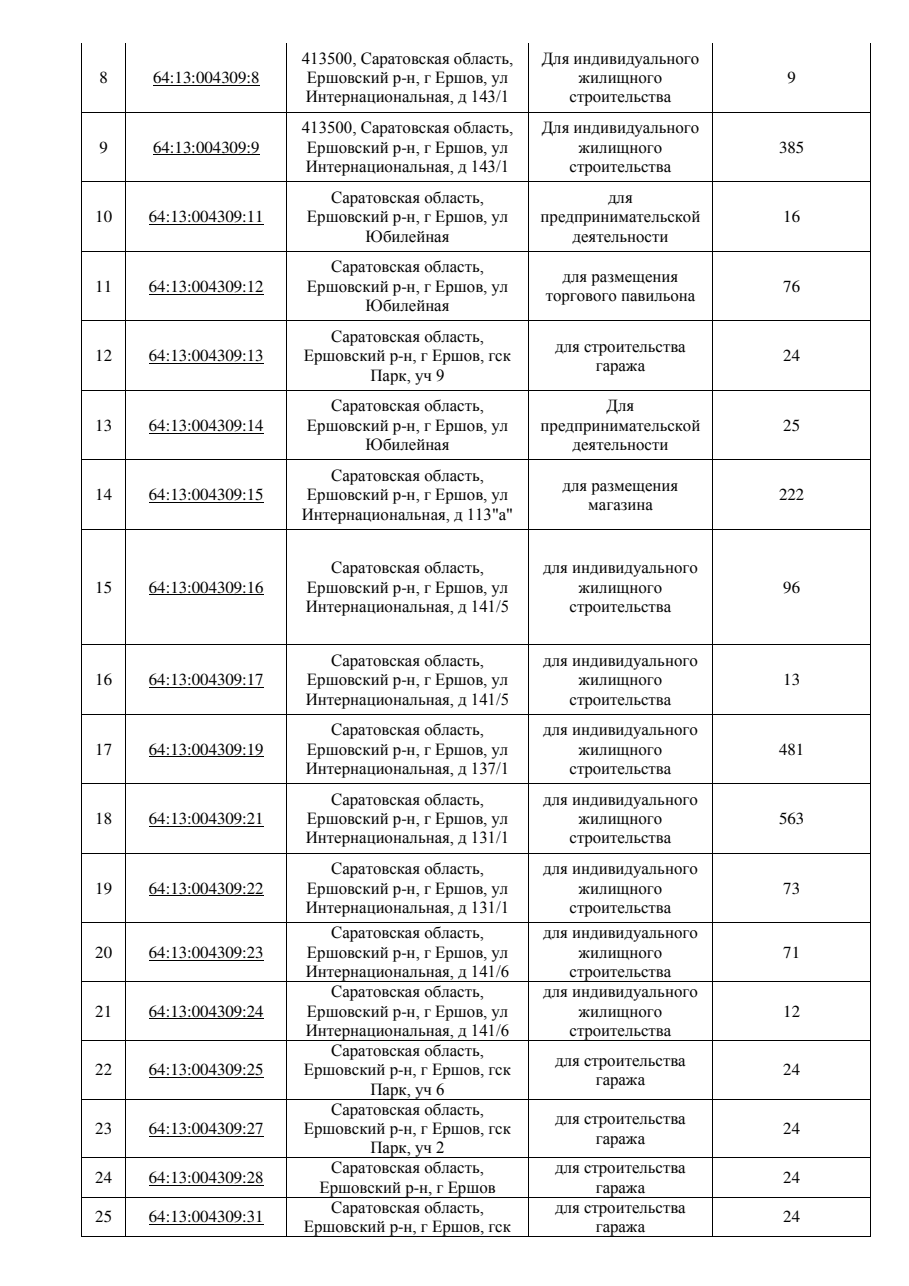 413500, Саратовская область,
8 64:13:004309:8 Ершовский р-н, г Ершов, ул
Интернациональная, д 143/1
Для индивидуального
жилищного
строительства
9
413500, Саратовская область,
9 64:13:004309:9 Ершовский р-н, г Ершов, ул
Интернациональная, д 143/1
Для индивидуального
жилищного
строительства
385
10 64:13:004309:11
Саратовская область,
Ершовский р-н, г Ершов, ул
Юбилейная
для
предпринимательской
деятельности
16
11 64:13:004309:12
Саратовская область,
Ершовский р-н, г Ершов, ул
Юбилейная
для размещения
торгового павильона
76
12 64:13:004309:13
Саратовская область,
Ершовский р-н, г Ершов, гск
Парк, уч 9
для строительства
гаража
24
13 64:13:004309:14
Саратовская область,
Ершовский р-н, г Ершов, ул
Юбилейная
Для
предпринимательской
деятельности
25
14 64:13:004309:15
Саратовская область,
Ершовский р-н, г Ершов, ул
Интернациональная, д 113"а"
для размещения
магазина
222
15 64:13:004309:16
Саратовская область,
Ершовский р-н, г Ершов, ул
Интернациональная, д 141/5
для индивидуального
жилищного
строительства
96
16 64:13:004309:17
Саратовская область,
Ершовский р-н, г Ершов, ул
Интернациональная, д 141/5
для индивидуального
жилищного
строительства
13
17 64:13:004309:19
Саратовская область,
Ершовский р-н, г Ершов, ул
Интернациональная, д 137/1
для индивидуального
жилищного
строительства
481
18 64:13:004309:21
Саратовская область,
Ершовский р-н, г Ершов, ул
Интернациональная, д 131/1
для индивидуального
жилищного
строительства
563
19 64:13:004309:22
Саратовская область,
Ершовский р-н, г Ершов, ул
Интернациональная, д 131/1
для индивидуального
жилищного
строительства
73
20 64:13:004309:23
Саратовская область,
Ершовский р-н, г Ершов, ул
Интернациональная, д 141/6
для индивидуального
жилищного
строительства
71
21 64:13:004309:24
Саратовская область,
Ершовский р-н, г Ершов, ул
Интернациональная, д 141/6
для индивидуального
жилищного
строительства
12
22 64:13:004309:25
Саратовская область,
Ершовский р-н, г Ершов, гск
Парк, уч 6
для строительства
гаража
24
23 64:13:004309:27
Саратовская область,
Ершовский р-н, г Ершов, гск
Парк, уч 2
для строительства
гаража
24
24 64:13:004309:28
Саратовская область,
Ершовский р-н, г Ершов
для строительства
гаража
24
25 64:13:004309:31
Саратовская область,
Ершовский р-н, г Ершов, гск
для строительства
гаража
24